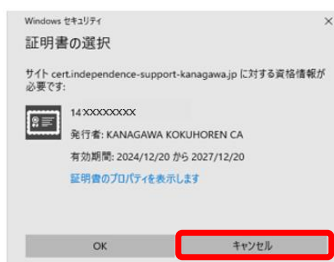 Windows セキュリティ
×
証明書の選択
サイト cert.independence-support-kanagawa.jp に対する資格情報が
必要です:
14XXXXXXXX
発行者: KANAGAWA KOKUHOREN CA
有効期間: 2024/12/20 から 2027/12/20
証明書のプロパティを表示します
OK
キャンセル